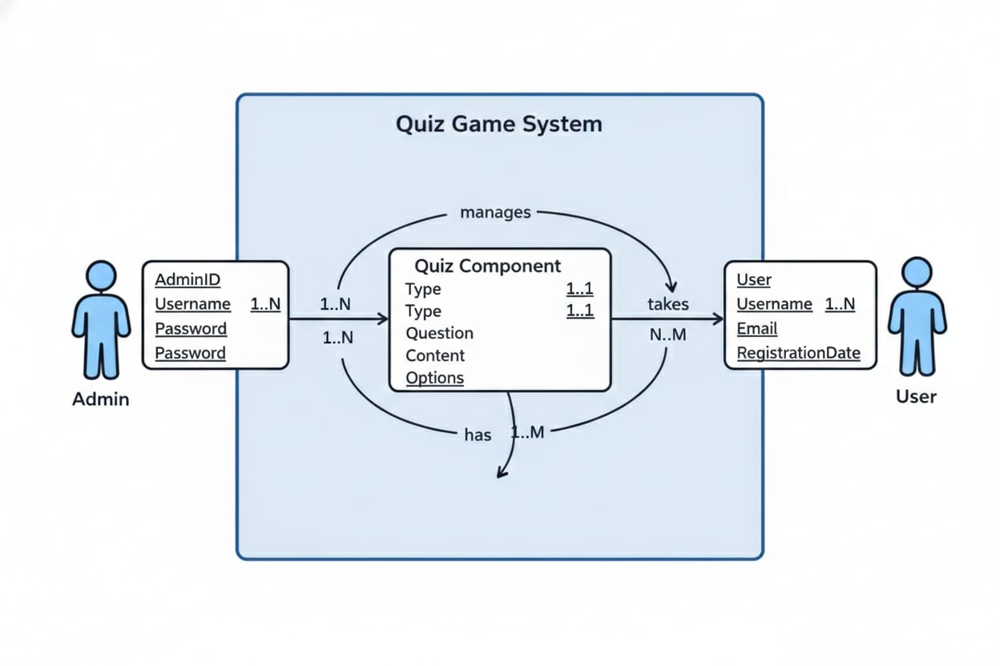 Quiz Game System
manages
AdminID
Username 1..N
Password
Password
Admin
1..N
1..N
Quiz Component
Type 1..1
Type 1..1
Question
Content
Options
takes
N..M
has 1..M
User
Username 1..N
Email
RegistrationDate
User